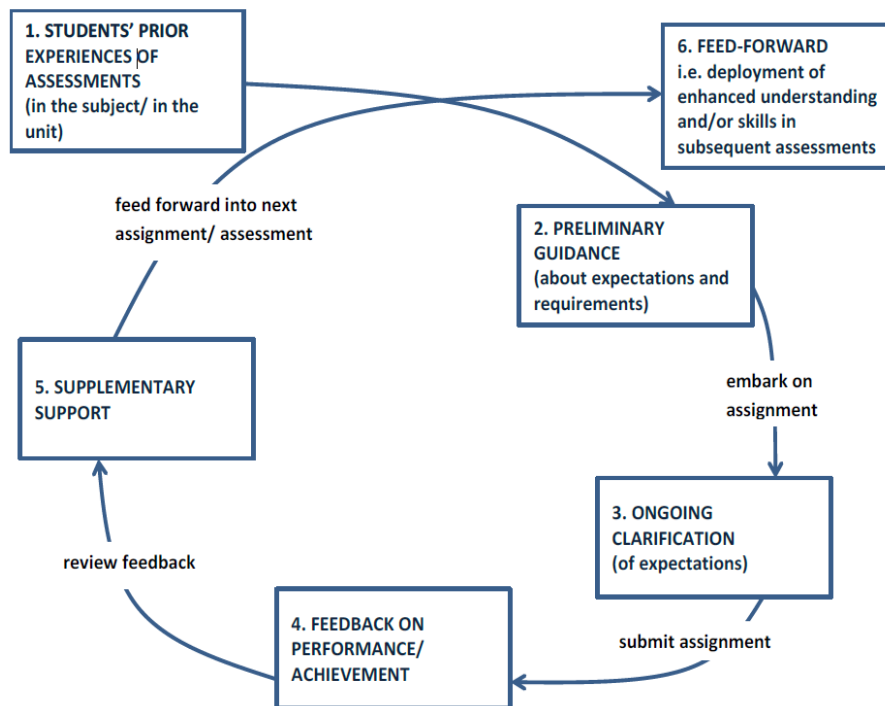 1. STUDENTS' PRIOR
EXPERIENCES OF
ASSESSMENTS
(in the subject/ in the
unit)
6. FEED-FORWARD
i.e. deployment of
enhanced understanding
and/or skills in
subsequent assessments
feed forward into next
assignment/ assessment
2. PRELIMINARY
GUIDANCE
(about expectations and
requirements)
embark on
assignment
3. ONGOING
CLARIFICATION
(of expectations)
submit assignment
4. FEEDBACK ON
PERFORMANCE/
ACHIEVEMENT
review feedback
5. SUPPLEMENTARY
SUPPORT